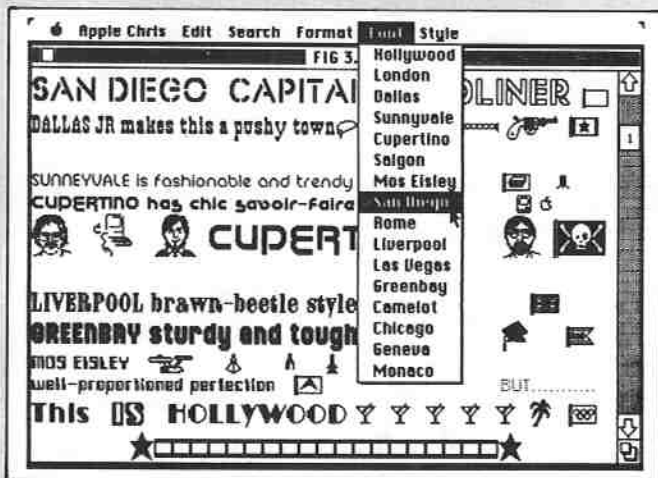 Apple Chris Edit Search Format Font Style
FIG 3.
Hollywood
London
Dallas
Sunnyvale
Cupertino
Saigon
Mos Eisley
San Diego
Rome
Liverpool
Las Vegas
Greenbay
Camelot
Chicago
Geneva
Monaco
SAN DIEGO CAPITA DLINER
DALLAS JR makes this a pushy town
1
SUNNEYVALE is fashionable and trendy
CUPERTINO has chic savoir-faire
CUPERT
LIVERPOOL brawn-beetle style
GREENBAY sturdy and tough
MOS EISLEY
well-proportioned perfection
BUT...........
This IS HOLLYWOOD